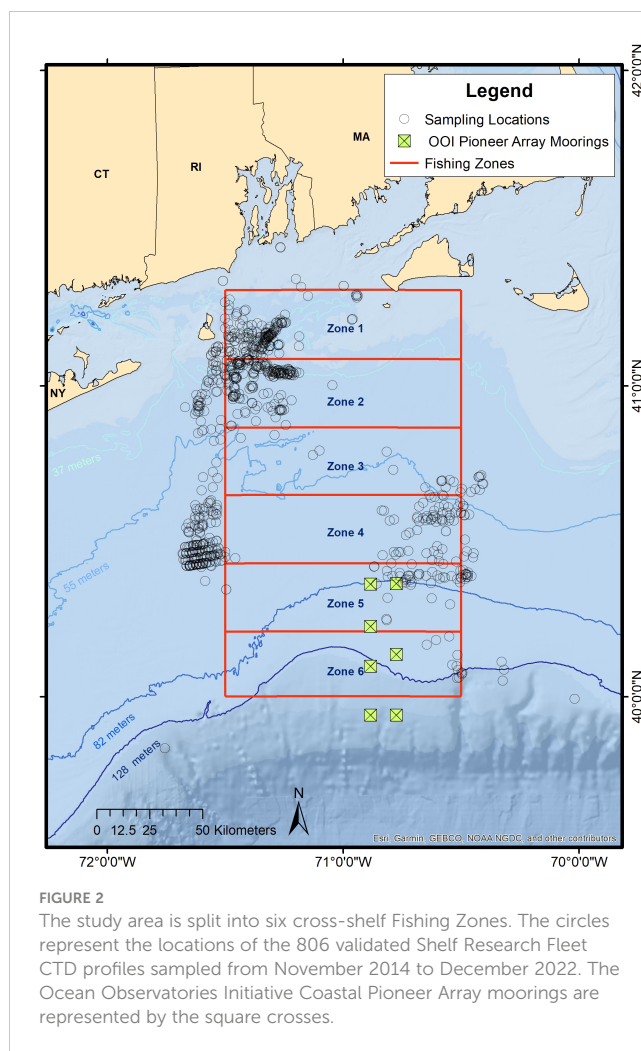 Legend
Sampling Locations
OOI Pioneer Array Moorings
Fishing Zones
42°0'0"N
MA
RI
CT
Zone 1
41°0'0"N
NY
Zone 2
37 meters
Zone 3
Zone 4
55 meters
Zone 5
Zone 6
40°0'0"N
82 meters
128 meters
N
0 12.5 25 50 Kilometers
Esri, Garmin, GEBCO, NOAA NGDC, and other contributors
72°0'0"W 71°0'0"W 70°0'0"W
FIGURE 2
The study area is split into six cross-shelf Fishing Zones. The circles
represent the locations of the 806 validated Shelf Research Fleet
CTD profiles sampled from November 2014 to December 2022. The
Ocean Observatories Initiative Coastal Pioneer Array moorings are
represented by the square crosses.